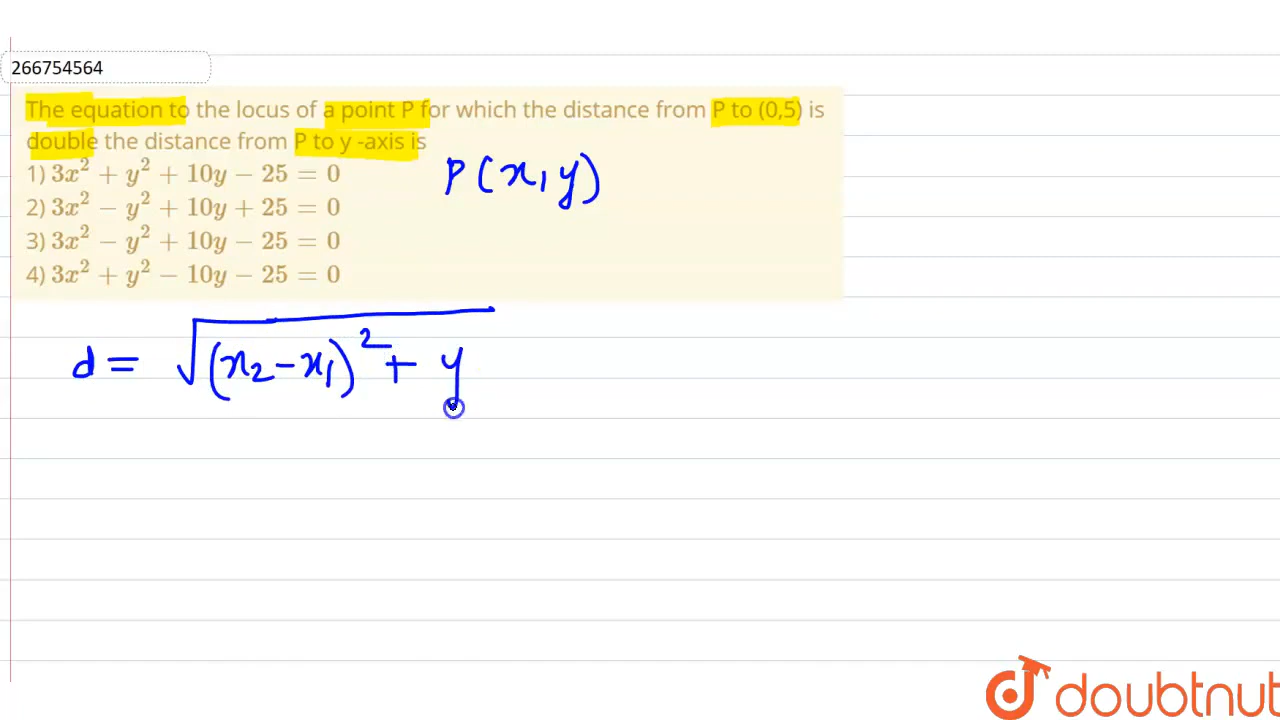 266754564
The equation to the locus of a point P for which the distance from P to (0,5) is
double the distance from P to y -axis is
1) 3x² + y² + 10y − 25 = 0
2) 3x² − y² + 10y + 25 = 0
3) 3x² − y² + 10y − 25 = 0
4) 3x² + y² − 10y − 25 = 0
P(x, y)
d = √(x₂ − x₁)² + y
doubtnut